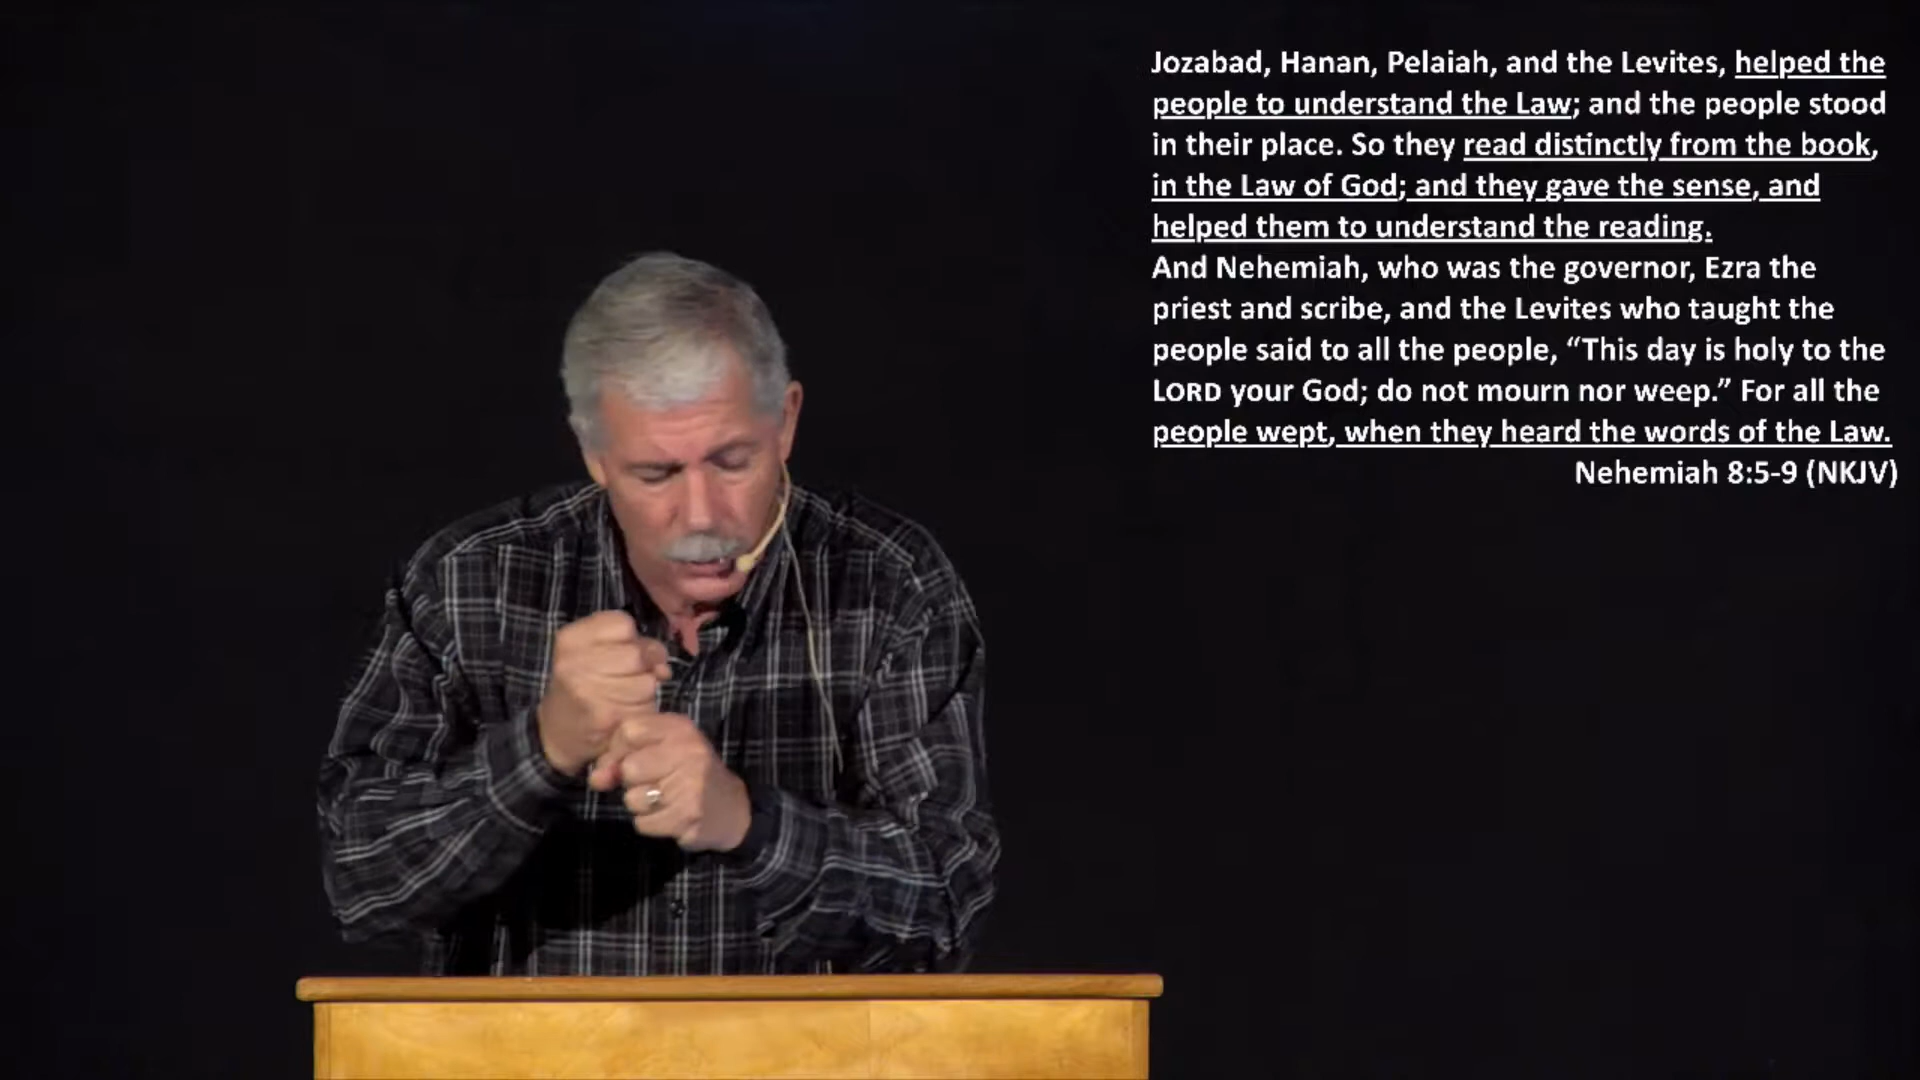 Jozabad, Hanan, Pelaiah, and the Levites, helped the
people to understand the Law; and the people stood
in their place. So they read distinctly from the book,
in the Law of God; and they gave the sense, and
helped them to understand the reading.
And Nehemiah, who was the governor, Ezra the
priest and scribe, and the Levites who taught the
people said to all the people, “This day is holy to the
LORD your God; do not mourn nor weep.” For all the
people wept, when they heard the words of the Law.
Nehemiah 8:5-9 (NKJV)